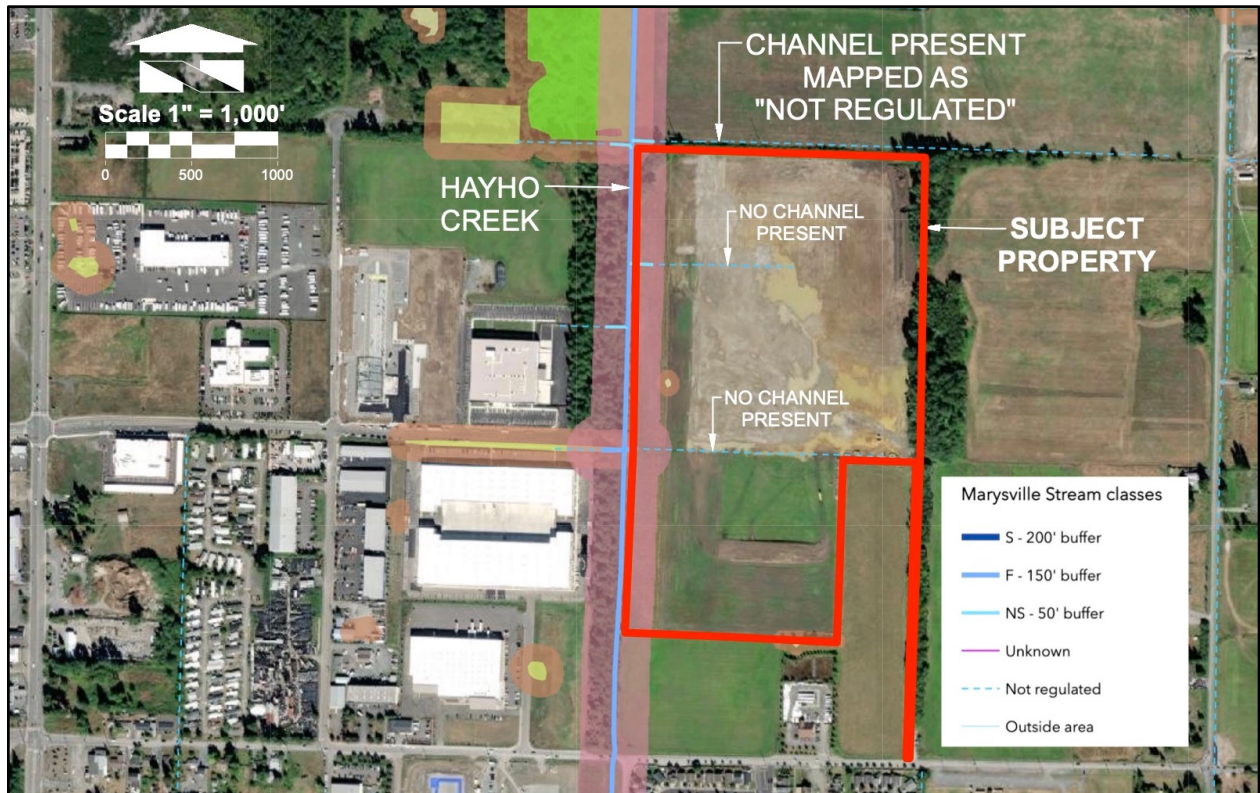 CHANNEL PRESENT
MAPPED AS
"NOT REGULATED"
Scale 1" = 1,000'
0 500 1000
HAYHO
CREEK
NO CHANNEL
PRESENT
SUBJECT
PROPERTY
NO CHANNEL
PRESENT
Marysville Stream classes
S - 200' buffer
F - 150' buffer
NS - 50' buffer
Unknown
Not regulated
Outside area